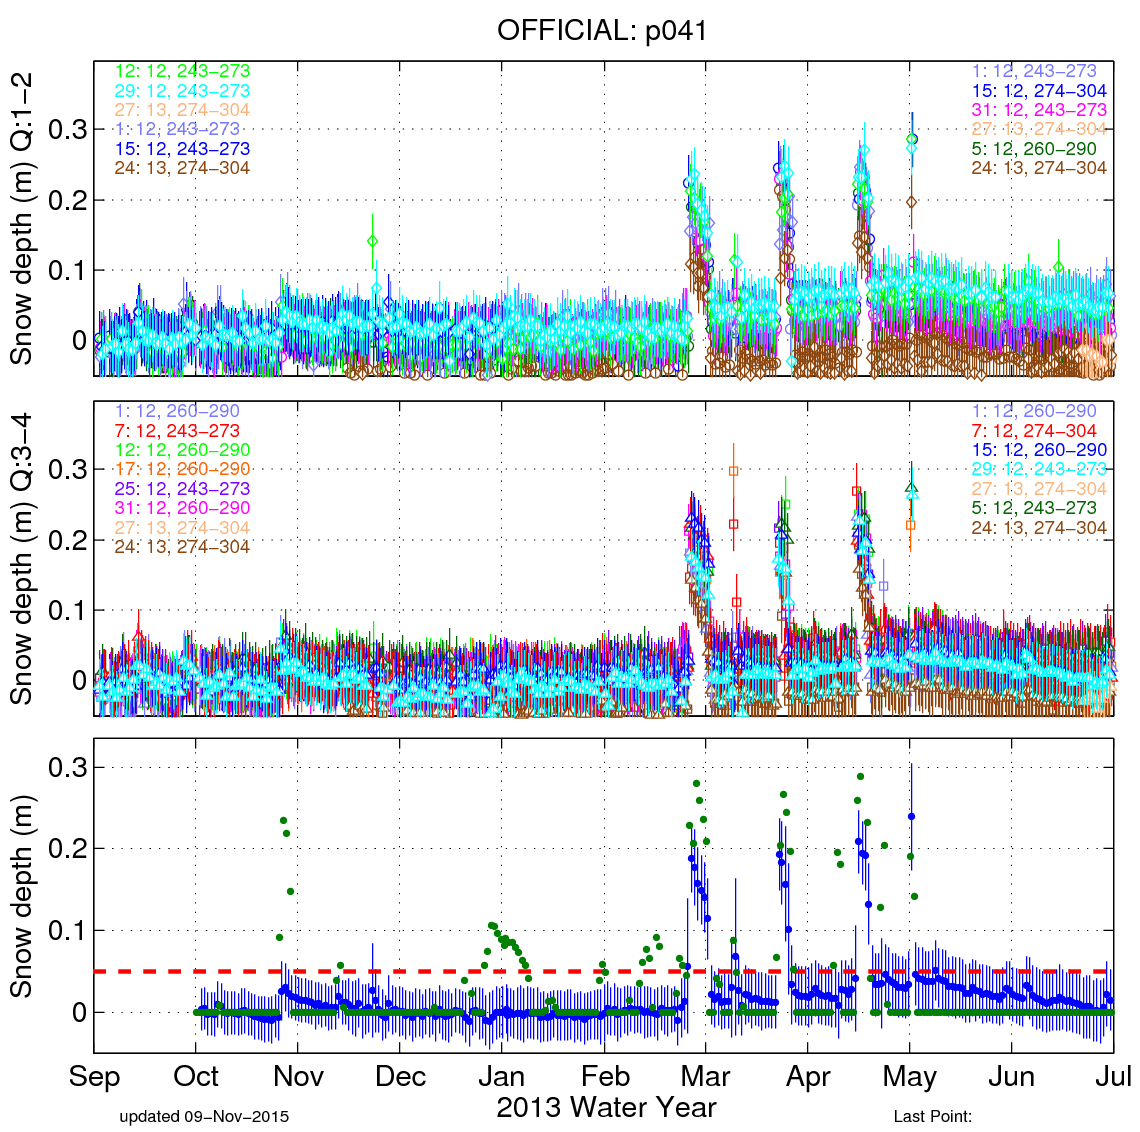 OFFICIAL: p041
Snow depth (m) Q:1−2
0.3
0.2
0.1
0
12: 12, 243−273
29: 12, 243−273
27: 13, 274−304
1: 12, 243−273
15: 12, 243−273
24: 13, 274−304
1: 12, 243−273
15: 12, 274−304
31: 12, 243−273
27: 13, 274−304
5: 12, 260−290
24: 13, 274−304
Snow depth (m) Q:3−4
0.3
0.2
0.1
0
1: 12, 260−290
7: 12, 243−273
12: 12, 260−290
17: 12, 260−290
25: 12, 243−273
31: 12, 260−290
27: 13, 274−304
24: 13, 274−304
1: 12, 260−290
7: 12, 274−304
15: 12, 260−290
29: 12, 243−273
27: 13, 274−304
5: 12, 243−273
24: 13, 274−304
Snow depth (m)
0.3
0.2
0.1
0
Sep Oct Nov Dec Jan Feb Mar Apr May Jun Jul
2013 Water Year
updated 09−Nov−2015
Last Point: